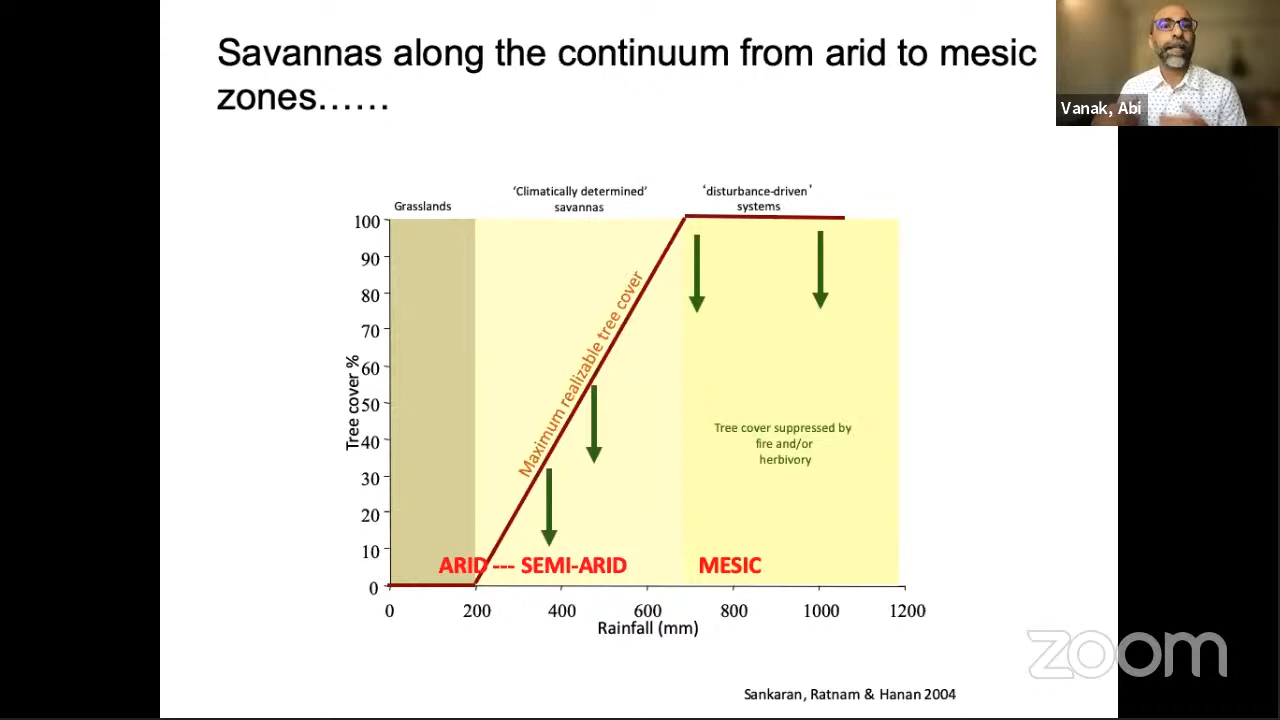 Savannas along the continuum from arid to mesic
zones……
Vanak, Abi
Grasslands
‘Climatically determined’
savannas
‘disturbance-driven’
systems
100
90
80
70
60
50
40
30
20
10
0
Tree cover %
Maximum realizable tree cover
Tree cover suppressed by
fire and/or
herbivory
ARID --- SEMI-ARID
MESIC
0 200 400 600 800 1000 1200
Rainfall (mm)
zoom
Sankaran, Ratnam & Hanan 2004